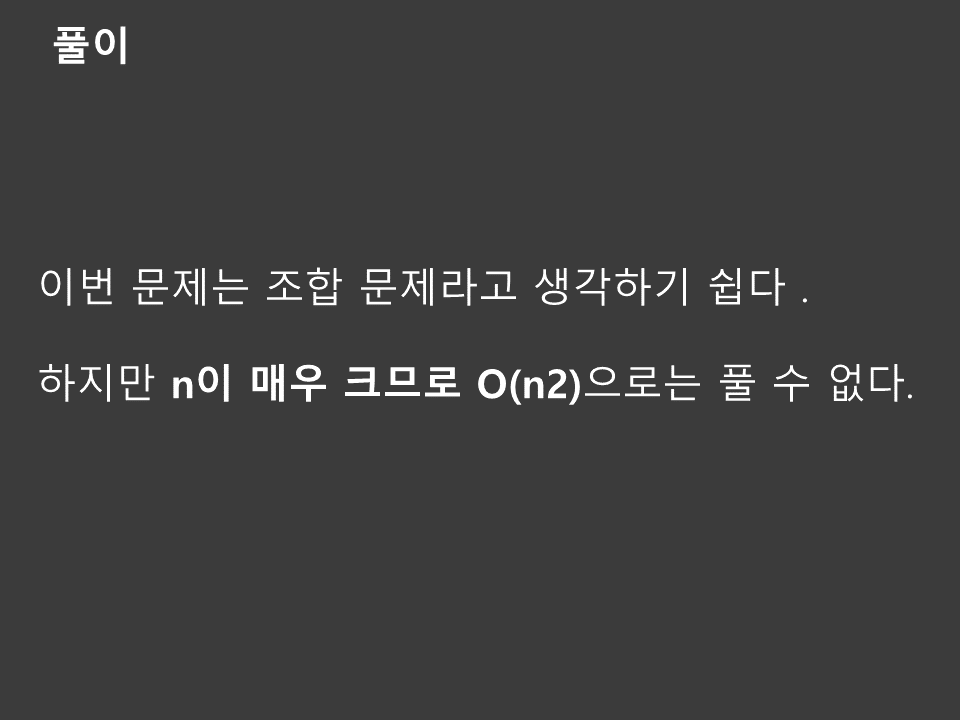 풀이
이번 문제는 조합 문제라고 생각하기 쉽다 .
하지만 n이 매우 크므로 O(n2)으로는 풀 수 없다.